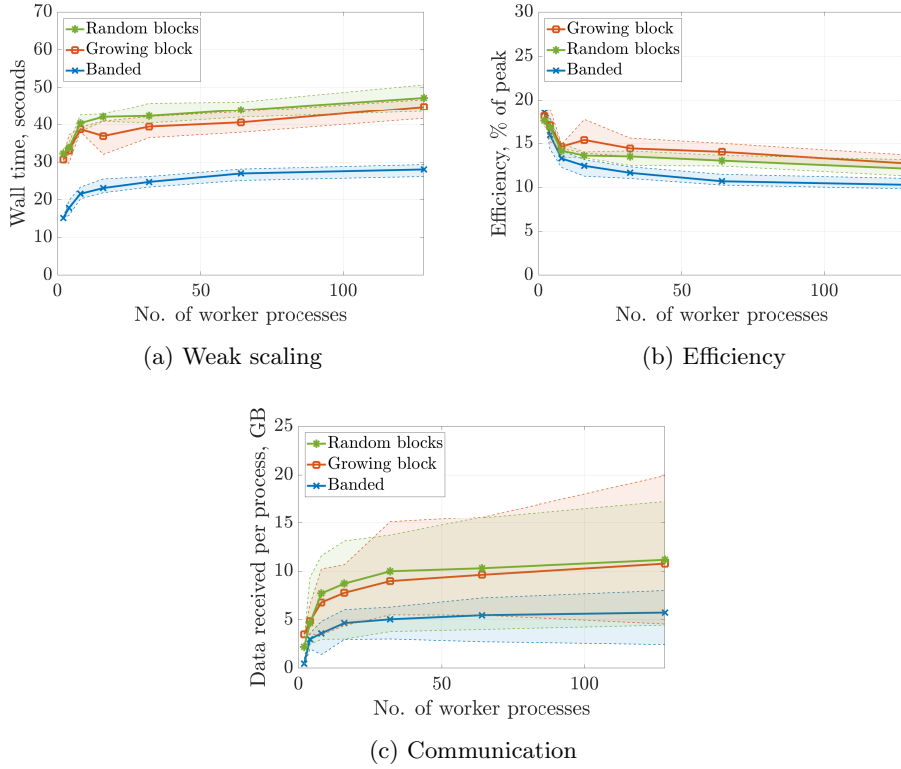 70
60
50
40
30
20
10
0
0
50
100
Wall time, seconds
No. of worker processes
Random blocks
Growing block
Banded
(a) Weak scaling
30
25
20
15
10
5
0
0
50
100
Efficiency, % of peak
No. of worker processes
Growing block
Random blocks
Banded
(b) Efficiency
25
20
15
10
5
0
0
50
100
Data received per process, GB
No. of worker processes
Random blocks
Growing block
Banded
(c) Communication